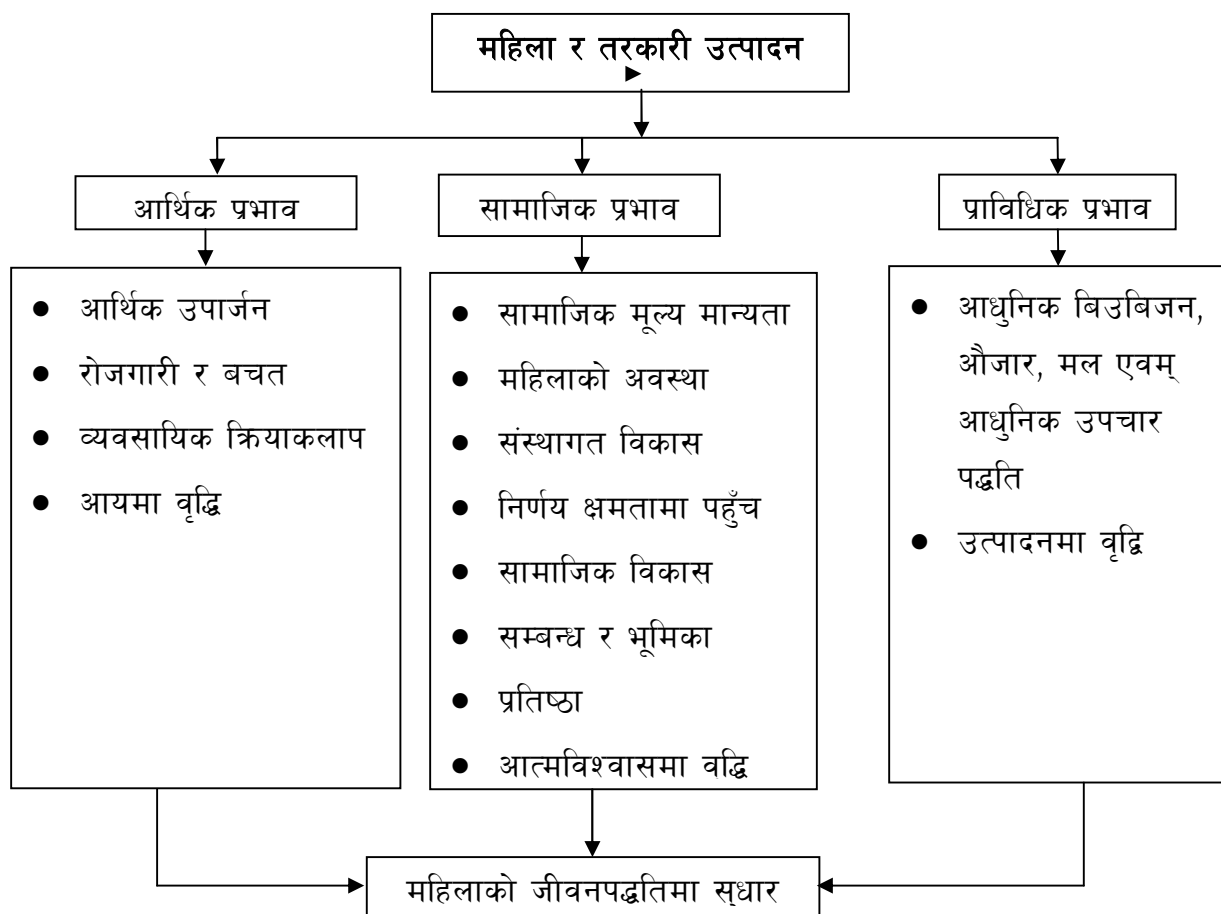 महिला र तरकारी उत्पादन
आर्थिक प्रभाव
सामाजिक प्रभाव
प्राविधिक प्रभाव
● आर्थिक उपार्जन
● रोजगारी र बचत
● व्यवसायिक क्रियाकलाप
● आयमा वृद्धि
● सामाजिक मूल्य मान्यता
● महिलाको अवस्था
● संस्थागत विकास
● निर्णय क्षमतामा पहुँच
● सामाजिक विकास
● सम्बन्ध र भूमिका
● प्रतिष्ठा
● आत्मविश्वासमा वद्धि
● आधुनिक बिउबिजन,
औजार, मल एवम्
आधुनिक उपचार
पद्धति
● उत्पादनमा वृद्वि
महिलाको जीवनपद्धतिमा सुधार